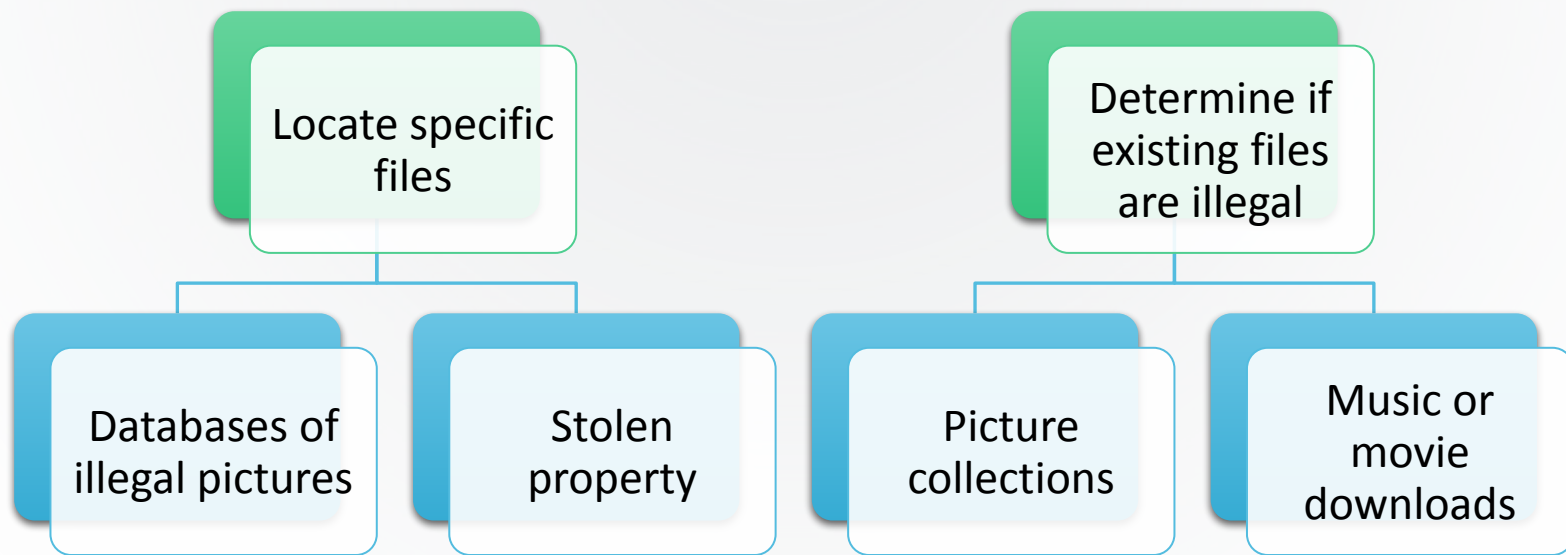 Locate specific
files
Determine if
existing files
are illegal
Databases of
illegal pictures
Stolen
property
Picture
collections
Music or
movie
downloads